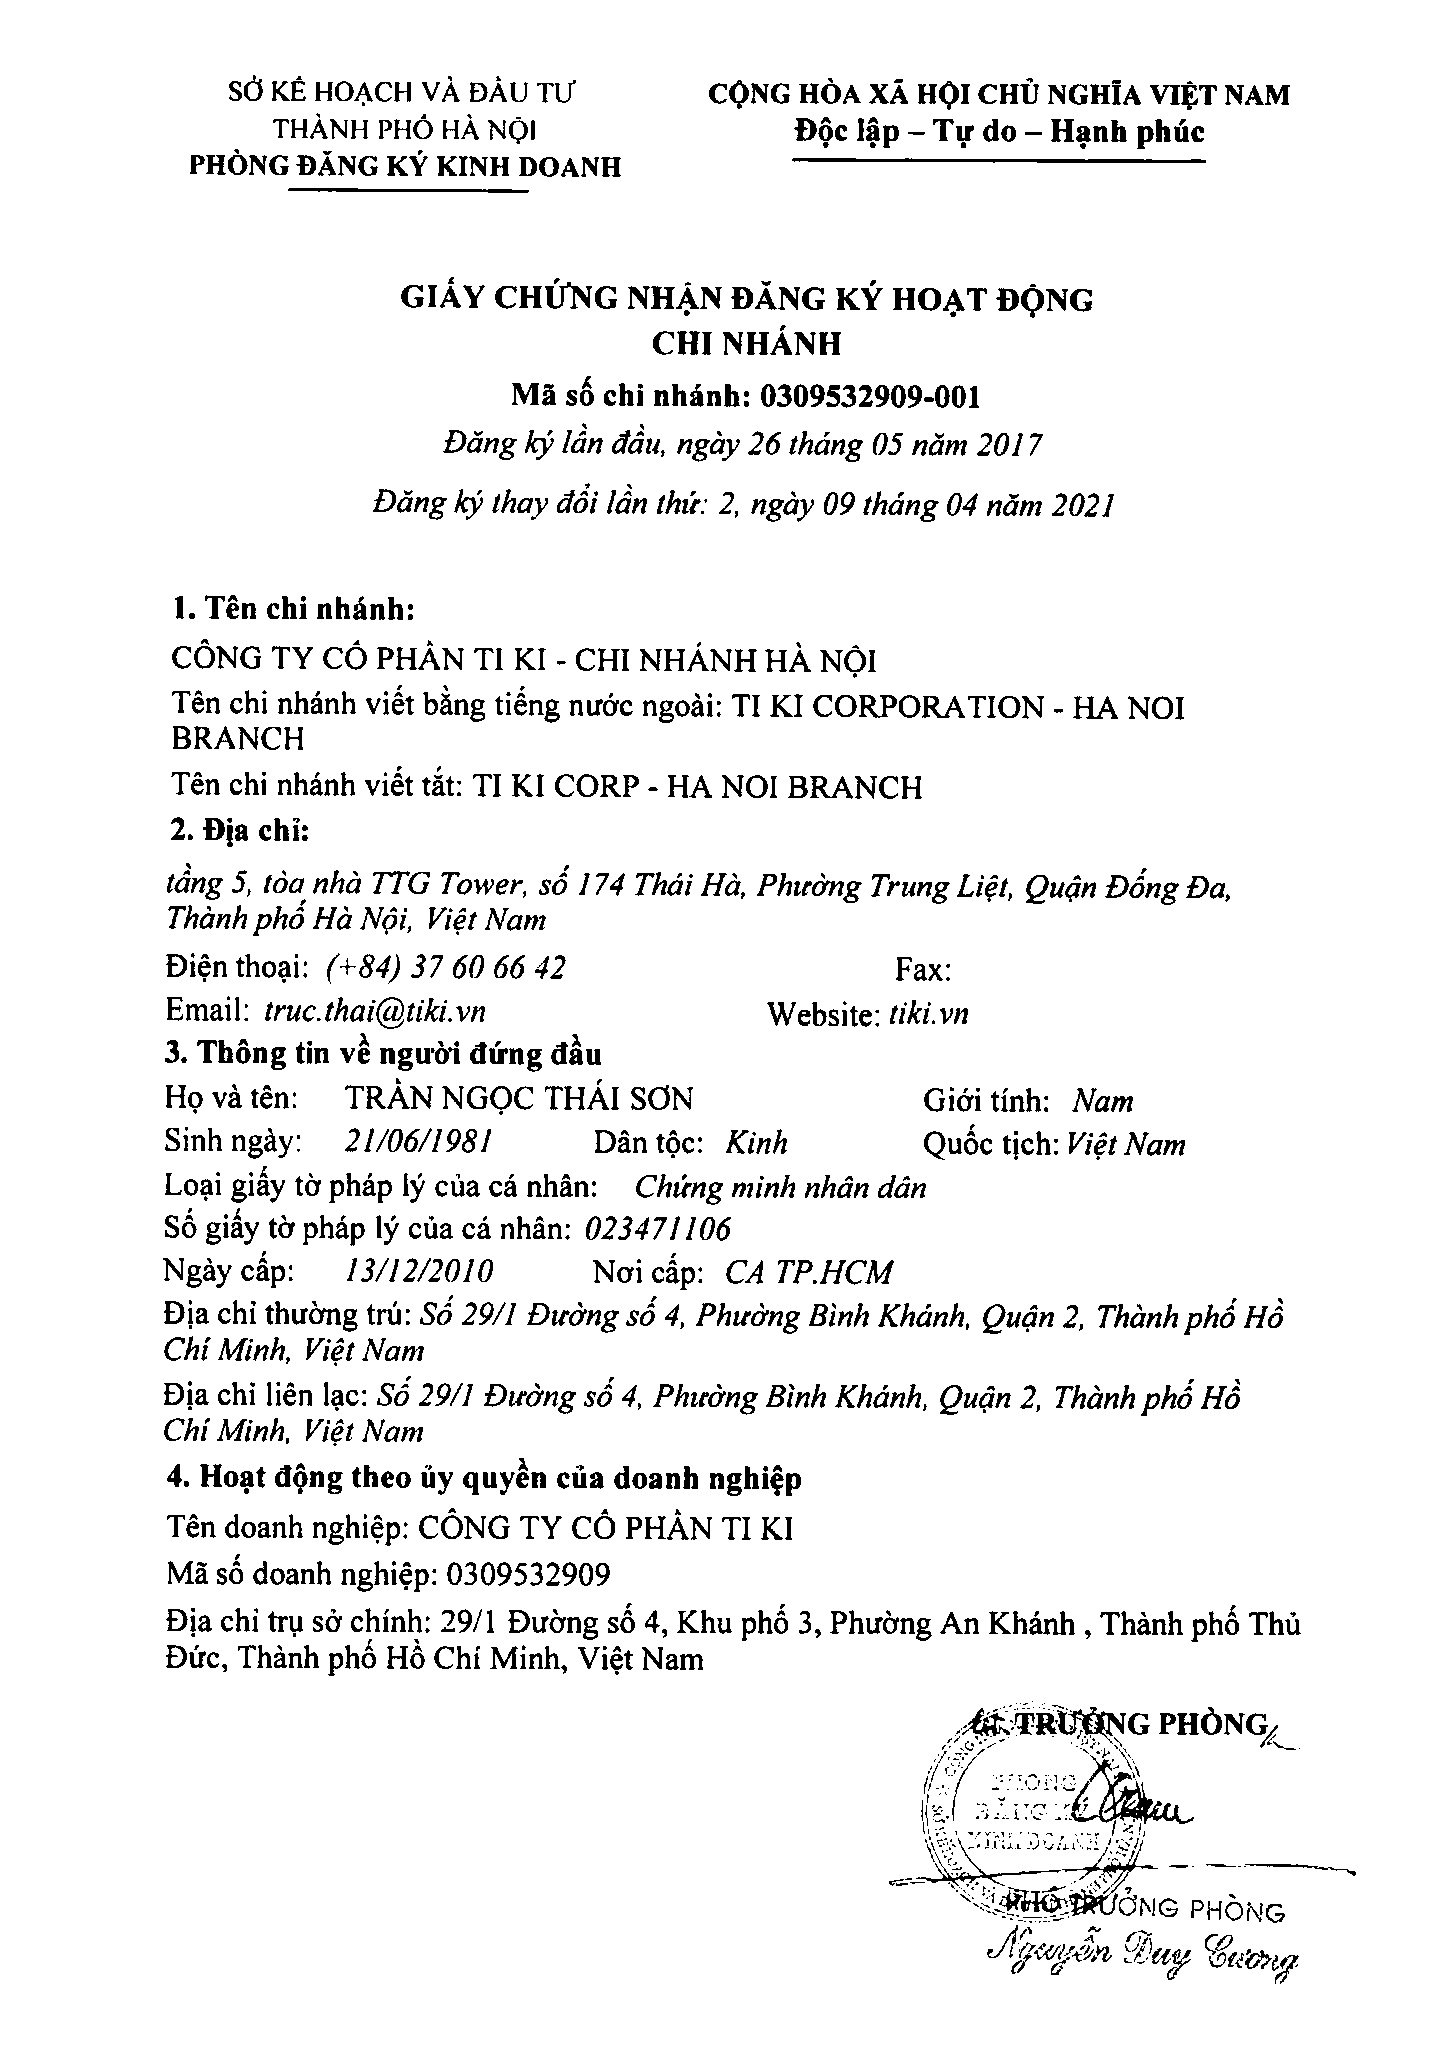 SỞ KẾ HOẠCH VÀ ĐẦU TƯ
THÀNH PHỐ HÀ NỘI
PHÒNG ĐĂNG KÝ KINH DOANH
CỘNG HÒA XÃ HỘI CHỦ NGHĨA VIỆT NAM
Độc lập – Tự do – Hạnh phúc
GIẤY CHỨNG NHẬN ĐĂNG KÝ HOẠT ĐỘNG
CHI NHÁNH
Mã số chi nhánh: 0309532909-001
Đăng ký lần đầu, ngày 26 tháng 05 năm 2017
Đăng ký thay đổi lần thứ: 2, ngày 09 tháng 04 năm 2021
1. Tên chi nhánh:
CÔNG TY CỔ PHẦN TI KI - CHI NHÁNH HÀ NỘI
Tên chi nhánh viết bằng tiếng nước ngoài: TI KI CORPORATION - HA NOI
BRANCH
Tên chi nhánh viết tắt: TI KI CORP - HA NOI BRANCH
2. Địa chỉ:
tầng 5, tòa nhà TTG Tower, số 174 Thái Hà, Phường Trung Liệt, Quận Đống Đa,
Thành phố Hà Nội, Việt Nam
Điện thoại: (+84) 37 60 66 42 Fax:
Email: truc.thai@tiki.vn Website: tiki.vn
3. Thông tin về người đứng đầu
Họ và tên: TRẦN NGỌC THÁI SƠN Giới tính: Nam
Sinh ngày: 21/06/1981 Dân tộc: Kinh Quốc tịch: Việt Nam
Loại giấy tờ pháp lý của cá nhân: Chứng minh nhân dân
Số giấy tờ pháp lý của cá nhân: 023471106
Ngày cấp: 13/12/2010 Nơi cấp: CA TP.HCM
Địa chỉ thường trú: Số 29/1 Đường số 4, Phường Bình Khánh, Quận 2, Thành phố Hồ
Chí Minh, Việt Nam
Địa chỉ liên lạc: Số 29/1 Đường số 4, Phường Bình Khánh, Quận 2, Thành phố Hồ
Chí Minh, Việt Nam
4. Hoạt động theo ủy quyền của doanh nghiệp
Tên doanh nghiệp: CÔNG TY CỔ PHẦN TI KI
Mã số doanh nghiệp: 0309532909
Địa chỉ trụ sở chính: 29/1 Đường số 4, Khu phố 3, Phường An Khánh , Thành phố Thủ
Đức, Thành phố Hồ Chí Minh, Việt Nam
TRƯỞNG PHÒNG
PHÒNG
ĐĂNG KÝ
KINH DOANH
PHÓ TRƯỞNG PHÒNG
Nguyễn Duy Cương